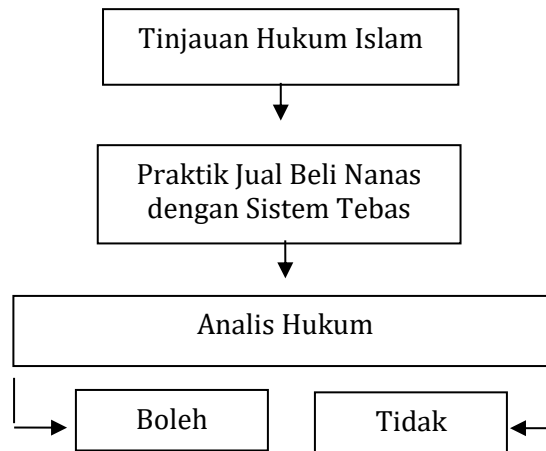 Tinjauan Hukum Islam
Praktik Jual Beli Nanas
dengan Sistem Tebas
Analis Hukum
Boleh
Tidak